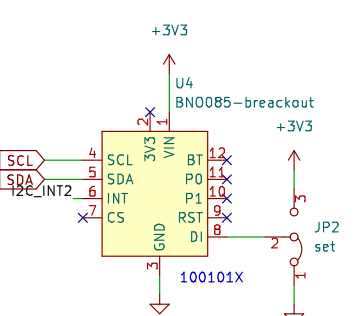 +3V3
U4
BNO085-breackout
+3V3
2
1
3V3
VIN
SCL
4
SCL
BT
12
SDA
5
SDA
P0
11
I2C_INT2
6
INT
P1
10
7
CS
RST
9
GND
DI
8
3
100101X
3
JP2
2
set
1